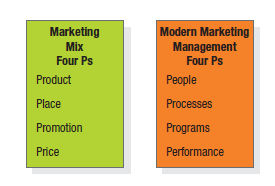 Marketing
Mix
Four Ps
Product
Place
Promotion
Price
Modern Marketing
Management
Four Ps
People
Processes
Programs
Performance